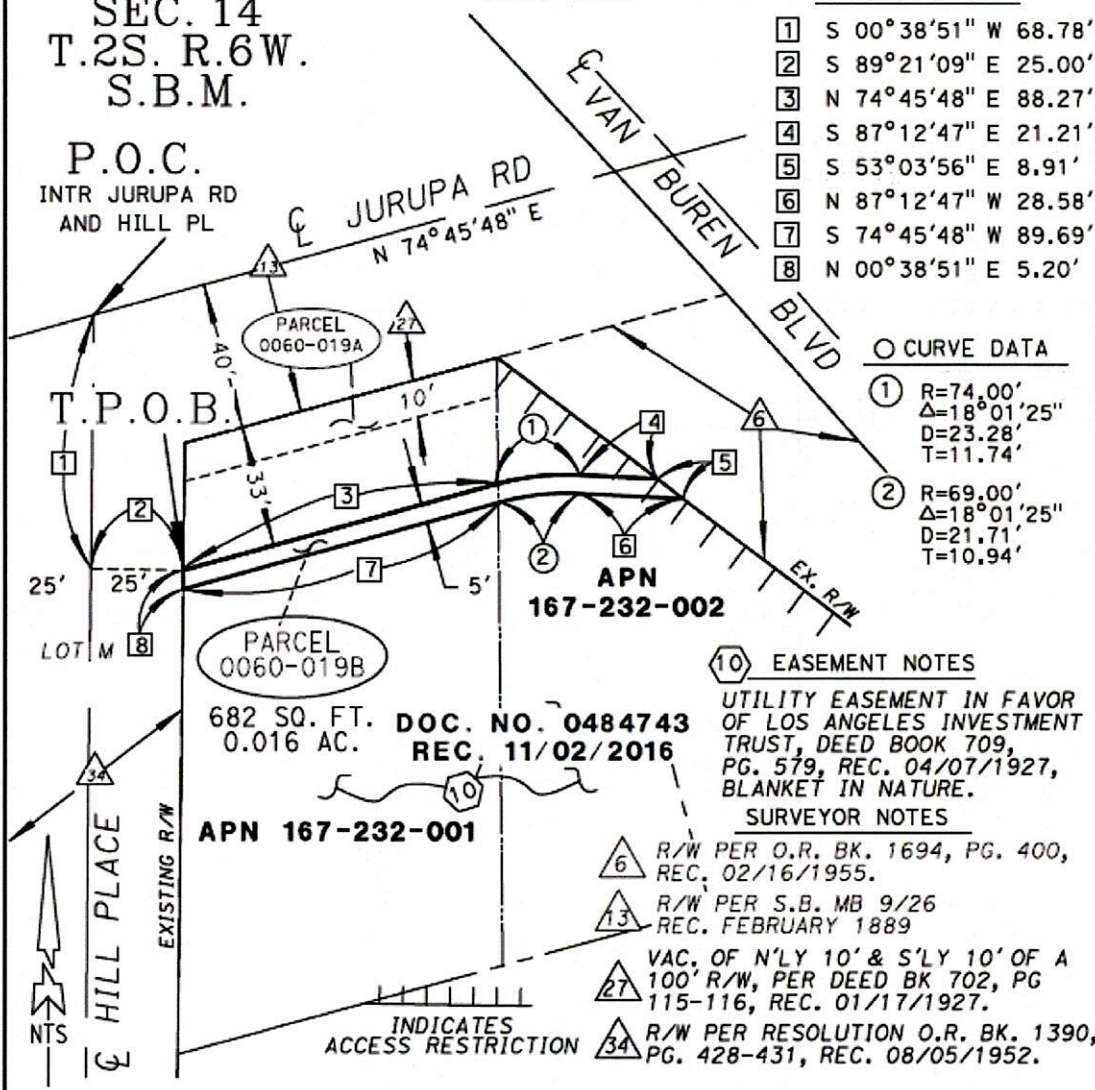 SEC. 14
T.2S. R.6W.
S.B.M.
P.O.C.
INTR JURUPA RD
AND HILL PL
℄ JURUPA RD
N 74°45'48" E
℄ VAN BUREN BLVD
1 S 00°38'51" W 68.78'
2 S 89°21'09" E 25.00'
3 N 74°45'48" E 88.27'
4 S 87°12'47" E 21.21'
5 S 53°03'56" E 8.91'
6 N 87°12'47" W 28.58'
7 S 74°45'48" W 89.69'
8 N 00°38'51" E 5.20'
CURVE DATA
1 R=74.00'
Δ=18°01'25"
D=23.28'
T=11.74'
2 R=69.00'
Δ=18°01'25"
D=21.71'
T=10.94'
13
PARCEL
0060-019A
27
40'
10'
T.P.O.B.
33'
1
2
3
1
4
5
6
25'
25'
7
5'
2
6
8
LOT M
EX. R/W
APN
167-232-002
PARCEL
0060-019B
682 SQ. FT.
0.016 AC.
DOC. NO. 0484743
REC. 11/02/2016
10
APN 167-232-001
34
℄ HILL PLACE
EXISTING R/W
NTS
INDICATES
ACCESS RESTRICTION
10 EASEMENT NOTES
UTILITY EASEMENT IN FAVOR
OF LOS ANGELES INVESTMENT
TRUST, DEED BOOK 709,
PG. 579, REC. 04/07/1927,
BLANKET IN NATURE.
SURVEYOR NOTES
6 R/W PER O.R. BK. 1694, PG. 400,
REC. 02/16/1955.
13 R/W PER S.B. MB 9/26
REC. FEBRUARY 1889
27 VAC. OF N'LY 10' & S'LY 10' OF A
100' R/W, PER DEED BK 702, PG
115-116, REC. 01/17/1927.
34 R/W PER RESOLUTION O.R. BK. 1390,
PG. 428-431, REC. 08/05/1952.